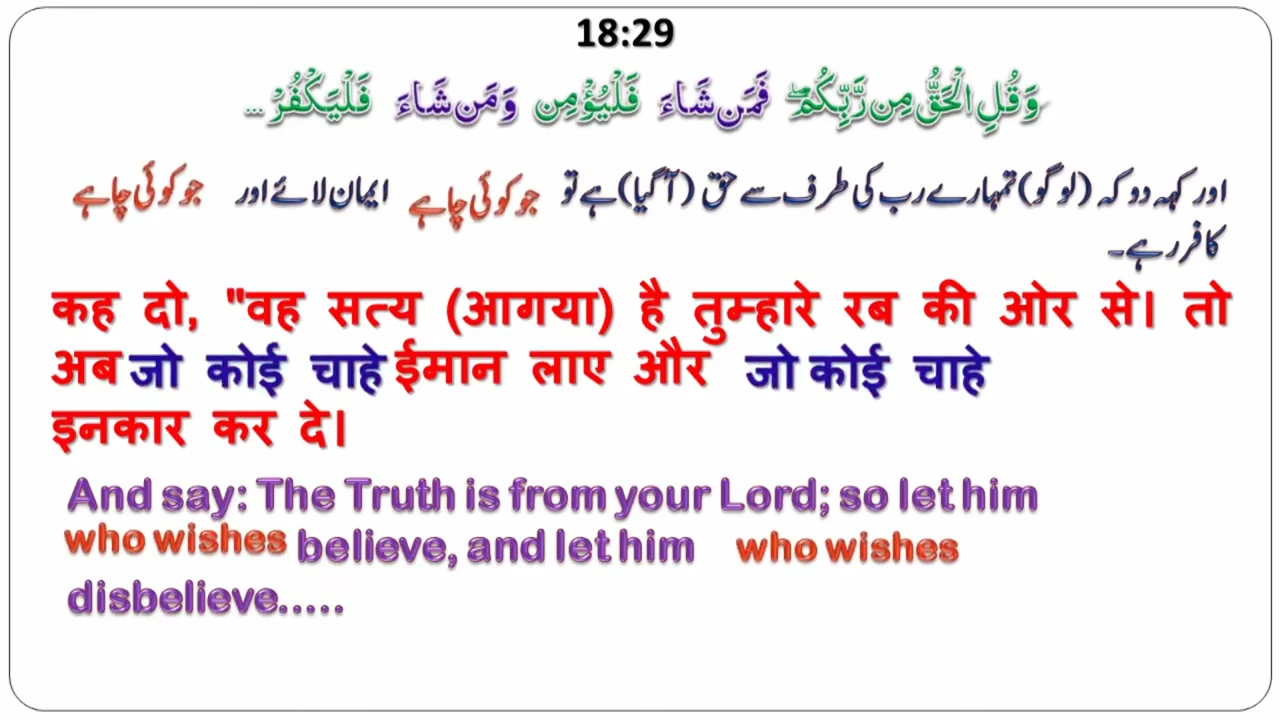 18:29
وَقُلِ الْحَقُّ مِن رَّبِّكُمْ ۖ فَمَن شَاءَ فَلْيُؤْمِن وَمَن شَاءَ فَلْيَكْفُرْ ...
اور کہہ دو کہ (لوگو) تمہارے رب کی طرف سے حق (آگیا) ہے تو جو کوئی چاہے ایمان لائے اور جو کوئی چاہے
کافر رہے۔
कह दो, "वह सत्य (आगया) है तुम्हारे रब की ओर से। तो
अब जो कोई चाहे ईमान लाए और जो कोई चाहे
इनकार कर दे।
And say: The Truth is from your Lord; so let him
who wishes believe, and let him who wishes
disbelieve.....